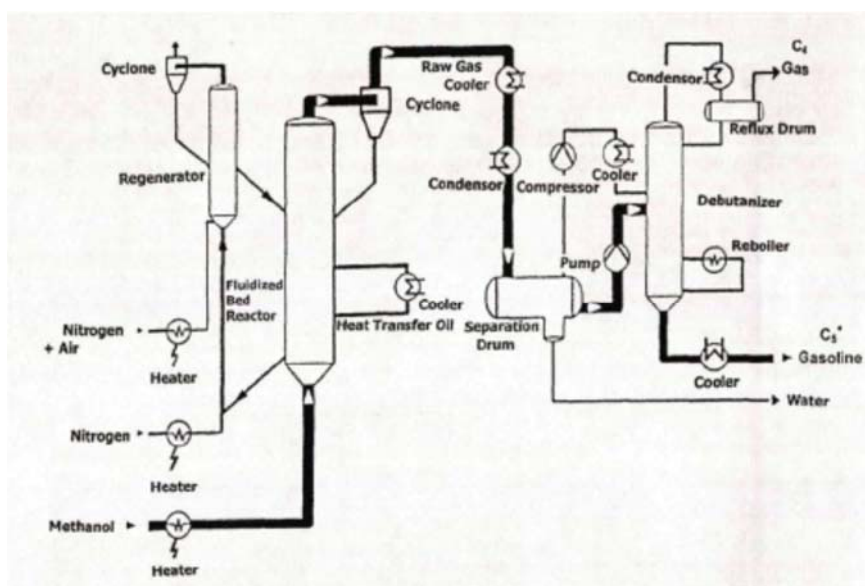 Cyclone
Regenerator
Nitrogen
+ Air
Heater
Nitrogen
Heater
Methanol
Heater
Fluidized
Bed
Reactor
Raw Gas
Cooler
Cyclone
Condensor
Cooler
Heat Transfer Oil
Compressor
Cooler
Pump
Separation
Drum
Condensor
C₄
Gas
Reflux Drum
Debutanizer
Reboiler
C₅⁺
Gasoline
Cooler
Water